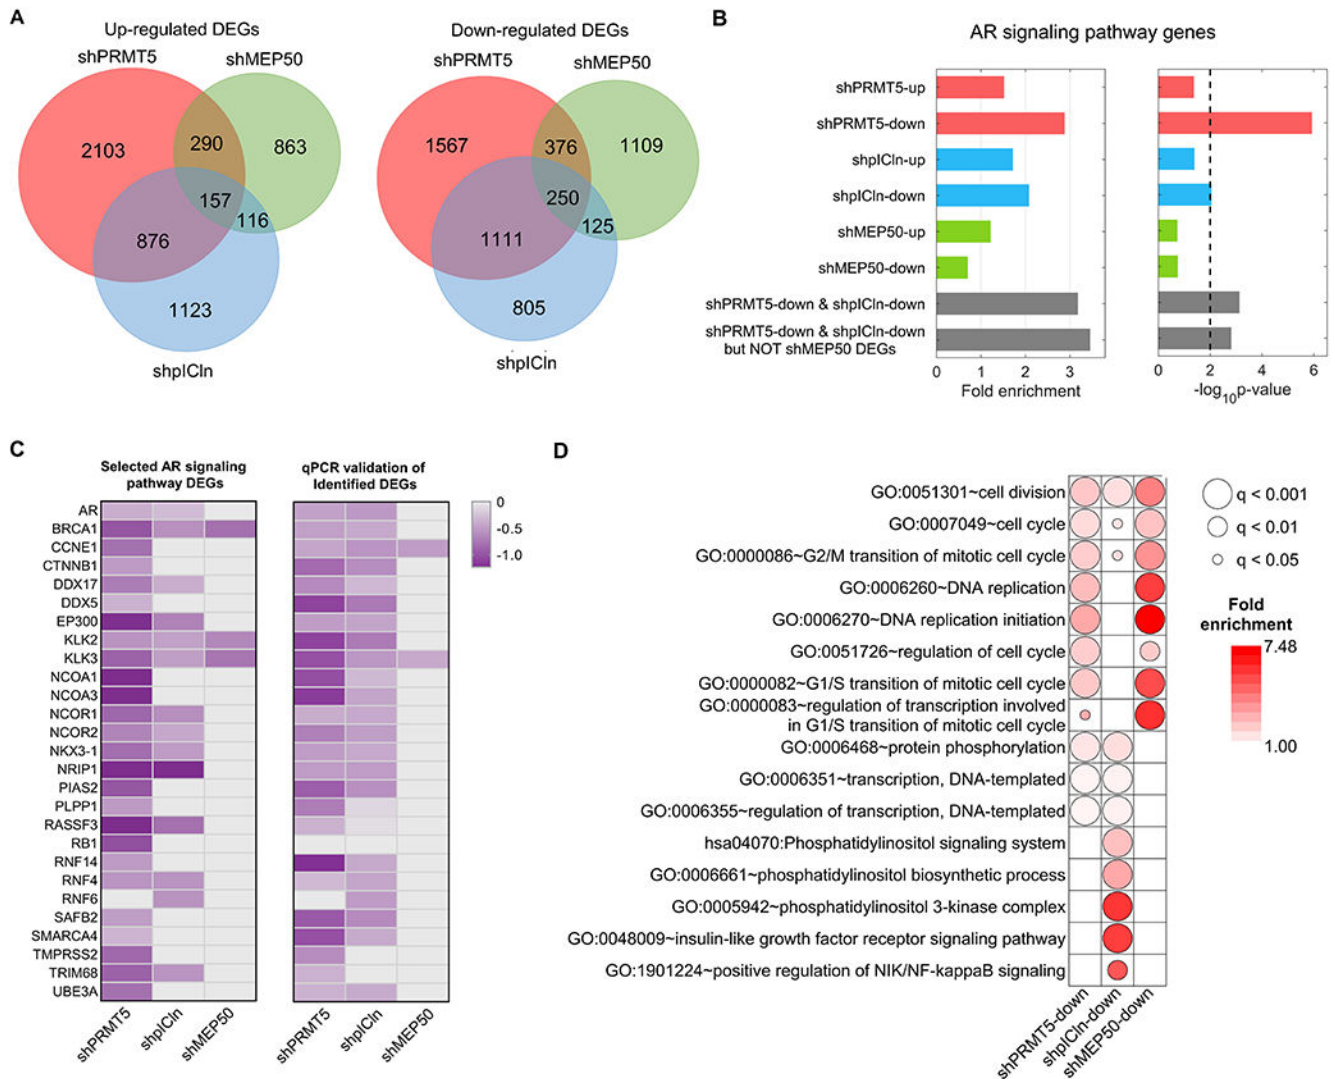 A
Up-regulated DEGs
shPRMT5
shMEP50
2103
290
863
157
116
876
1123
shpICln
Down-regulated DEGs
shPRMT5
shMEP50
1567
376
1109
250
125
1111
805
shpICln
B
AR signaling pathway genes
shPRMT5-up
shPRMT5-down
shpICln-up
shpICln-down
shMEP50-up
shMEP50-down
shPRMT5-down & shpICln-down
shPRMT5-down & shpICln-down
but NOT shMEP50 DEGs
0 1 2 3
Fold enrichment
0 2 4 6
-log10p-value
C
Selected AR signaling
pathway DEGs
qPCR validation of
Identified DEGs
0
-0.5
-1.0
AR
BRCA1
CCNE1
CTNNB1
DDX17
DDX5
EP300
KLK2
KLK3
NCOA1
NCOA3
NCOR1
NCOR2
NKX3-1
NRIP1
PIAS2
PLPP1
RASSF3
RB1
RNF14
RNF4
RNF6
SAFB2
SMARCA4
TMPRSS2
TRIM68
UBE3A
shPRMT5
shpICln
shMEP50
shPRMT5
shpICln
shMEP50
D
GO:0051301~cell division
GO:0007049~cell cycle
GO:0000086~G2/M transition of mitotic cell cycle
GO:0006260~DNA replication
GO:0006270~DNA replication initiation
GO:0051726~regulation of cell cycle
GO:0000082~G1/S transition of mitotic cell cycle
GO:0000083~regulation of transcription involved
in G1/S transition of mitotic cell cycle
GO:0006468~protein phosphorylation
GO:0006351~transcription, DNA-templated
GO:0006355~regulation of transcription, DNA-templated
hsa04070:Phosphatidylinositol signaling system
GO:0006661~phosphatidylinositol biosynthetic process
GO:0005942~phosphatidylinositol 3-kinase complex
GO:0048009~insulin-like growth factor receptor signaling pathway
GO:1901224~positive regulation of NIK/NF-kappaB signaling
shPRMT5-down
shpICln-down
shMEP50-down
q < 0.001
q < 0.01
q < 0.05
Fold
enrichment
7.48
1.00